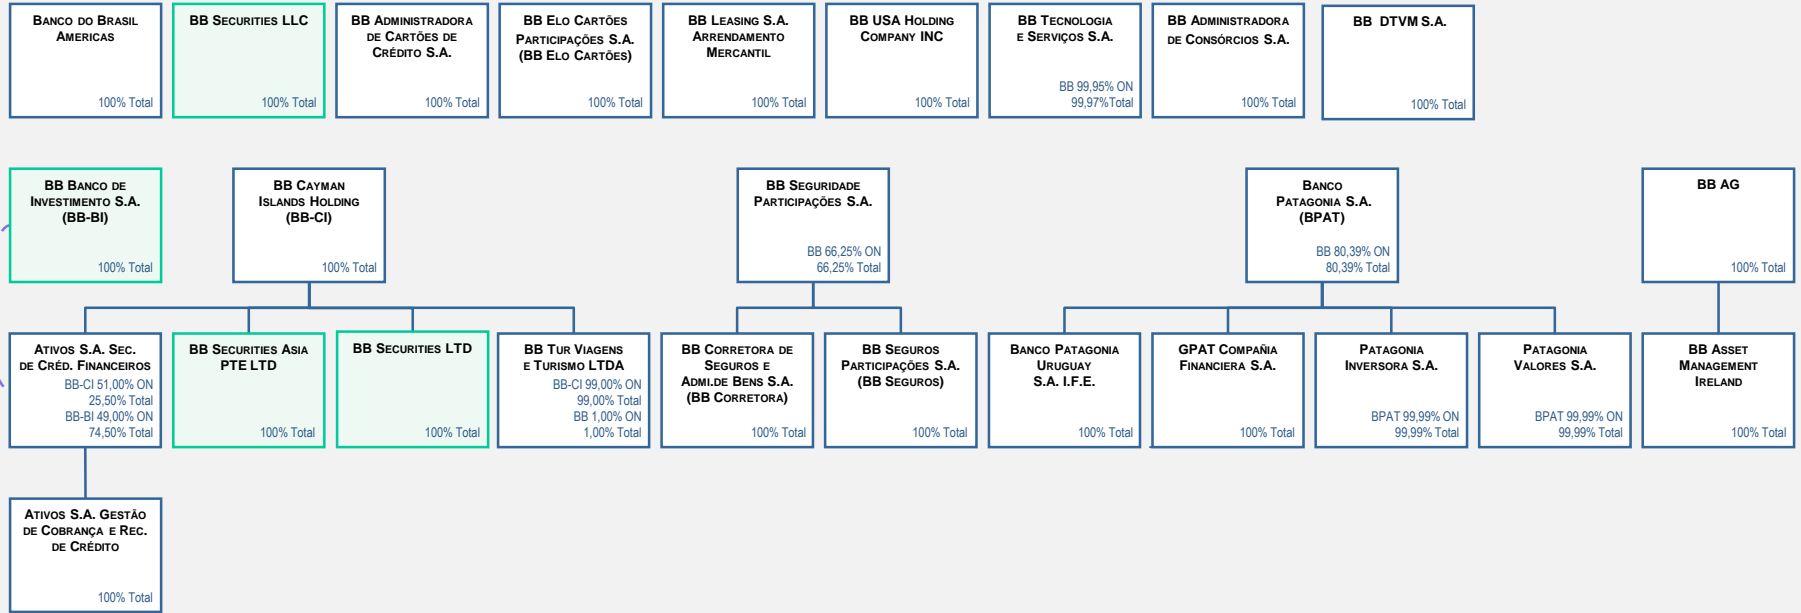 BANCO DO BRASIL
AMERICAS
100% Total
BB SECURITIES LLC
100% Total
BB ADMINISTRADORA
DE CARTÕES DE
CRÉDITO S.A.
100% Total
BB ELO CARTÕES
PARTICIPAÇÕES S.A.
(BB ELO CARTÕES)
100% Total
BB LEASING S.A.
ARRENDAMENTO
MERCANTIL
100% Total
BB USA HOLDING
COMPANY INC
100% Total
BB TECNOLOGIA
E SERVIÇOS S.A.
BB 99,95% ON
99,97%Total
BB ADMINISTRADORA
DE CONSÓRCIOS S.A.
100% Total
BB DTVM S.A.
100% Total
BB BANCO DE
INVESTIMENTO S.A.
(BB-BI)
100% Total
BB CAYMAN
ISLANDS HOLDING
(BB-CI)
100% Total
BB SEGURIDADE
PARTICIPAÇÕES S.A.
BB 66,25% ON
66,25% Total
BANCO
PATAGONIA S.A.
(BPAT)
BB 80,39% ON
80,39% Total
BB AG
100% Total
ATIVOS S.A. SEC.
DE CRÉD. FINANCEIROS
BB-CI 51,00% ON
25,50% Total
BB-BI 49,00% ON
74,50% Total
BB SECURITIES ASIA
PTE LTD
100% Total
BB SECURITIES LTD
100% Total
BB TUR VIAGENS
E TURISMO LTDA
BB-CI 99,00% ON
99,00% Total
BB 1,00% ON
1,00% Total
BB CORRETORA DE
SEGUROS E
ADMI.DE BENS S.A.
(BB CORRETORA)
100% Total
BB SEGUROS
PARTICIPAÇÕES S.A.
(BB SEGUROS)
100% Total
BANCO PATAGONIA
URUGUAY
S.A. I.F.E.
100% Total
GPAT COMPAÑIA
FINANCIERA S.A.
100% Total
PATAGONIA
INVERSORA S.A.
BPAT 99,99% ON
99,99% Total
PATAGONIA
VALORES S.A.
BPAT 99,99% ON
99,99% Total
BB ASSET
MANAGEMENT
IRELAND
100% Total
ATIVOS S.A. GESTÃO
DE COBRANÇA E REC.
DE CRÉDITO
100% Total